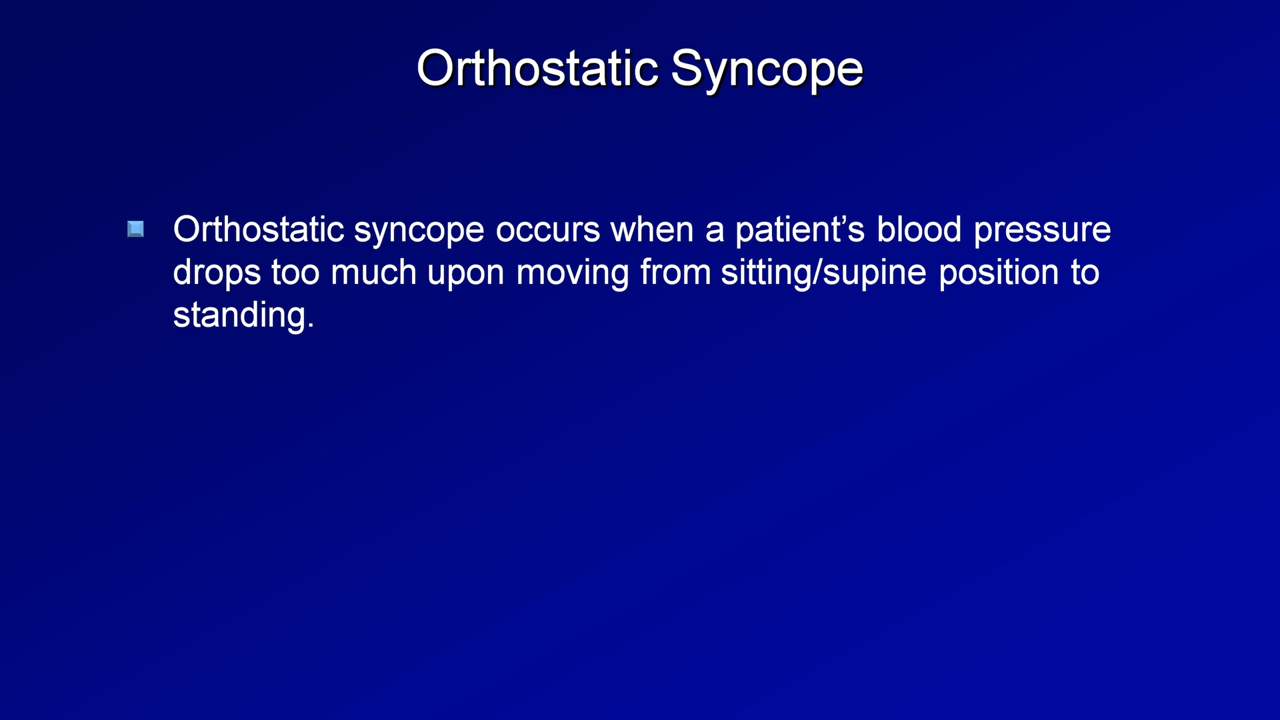 Orthostatic Syncope
Orthostatic syncope occurs when a patient’s blood pressure
drops too much upon moving from sitting/supine position to
standing.